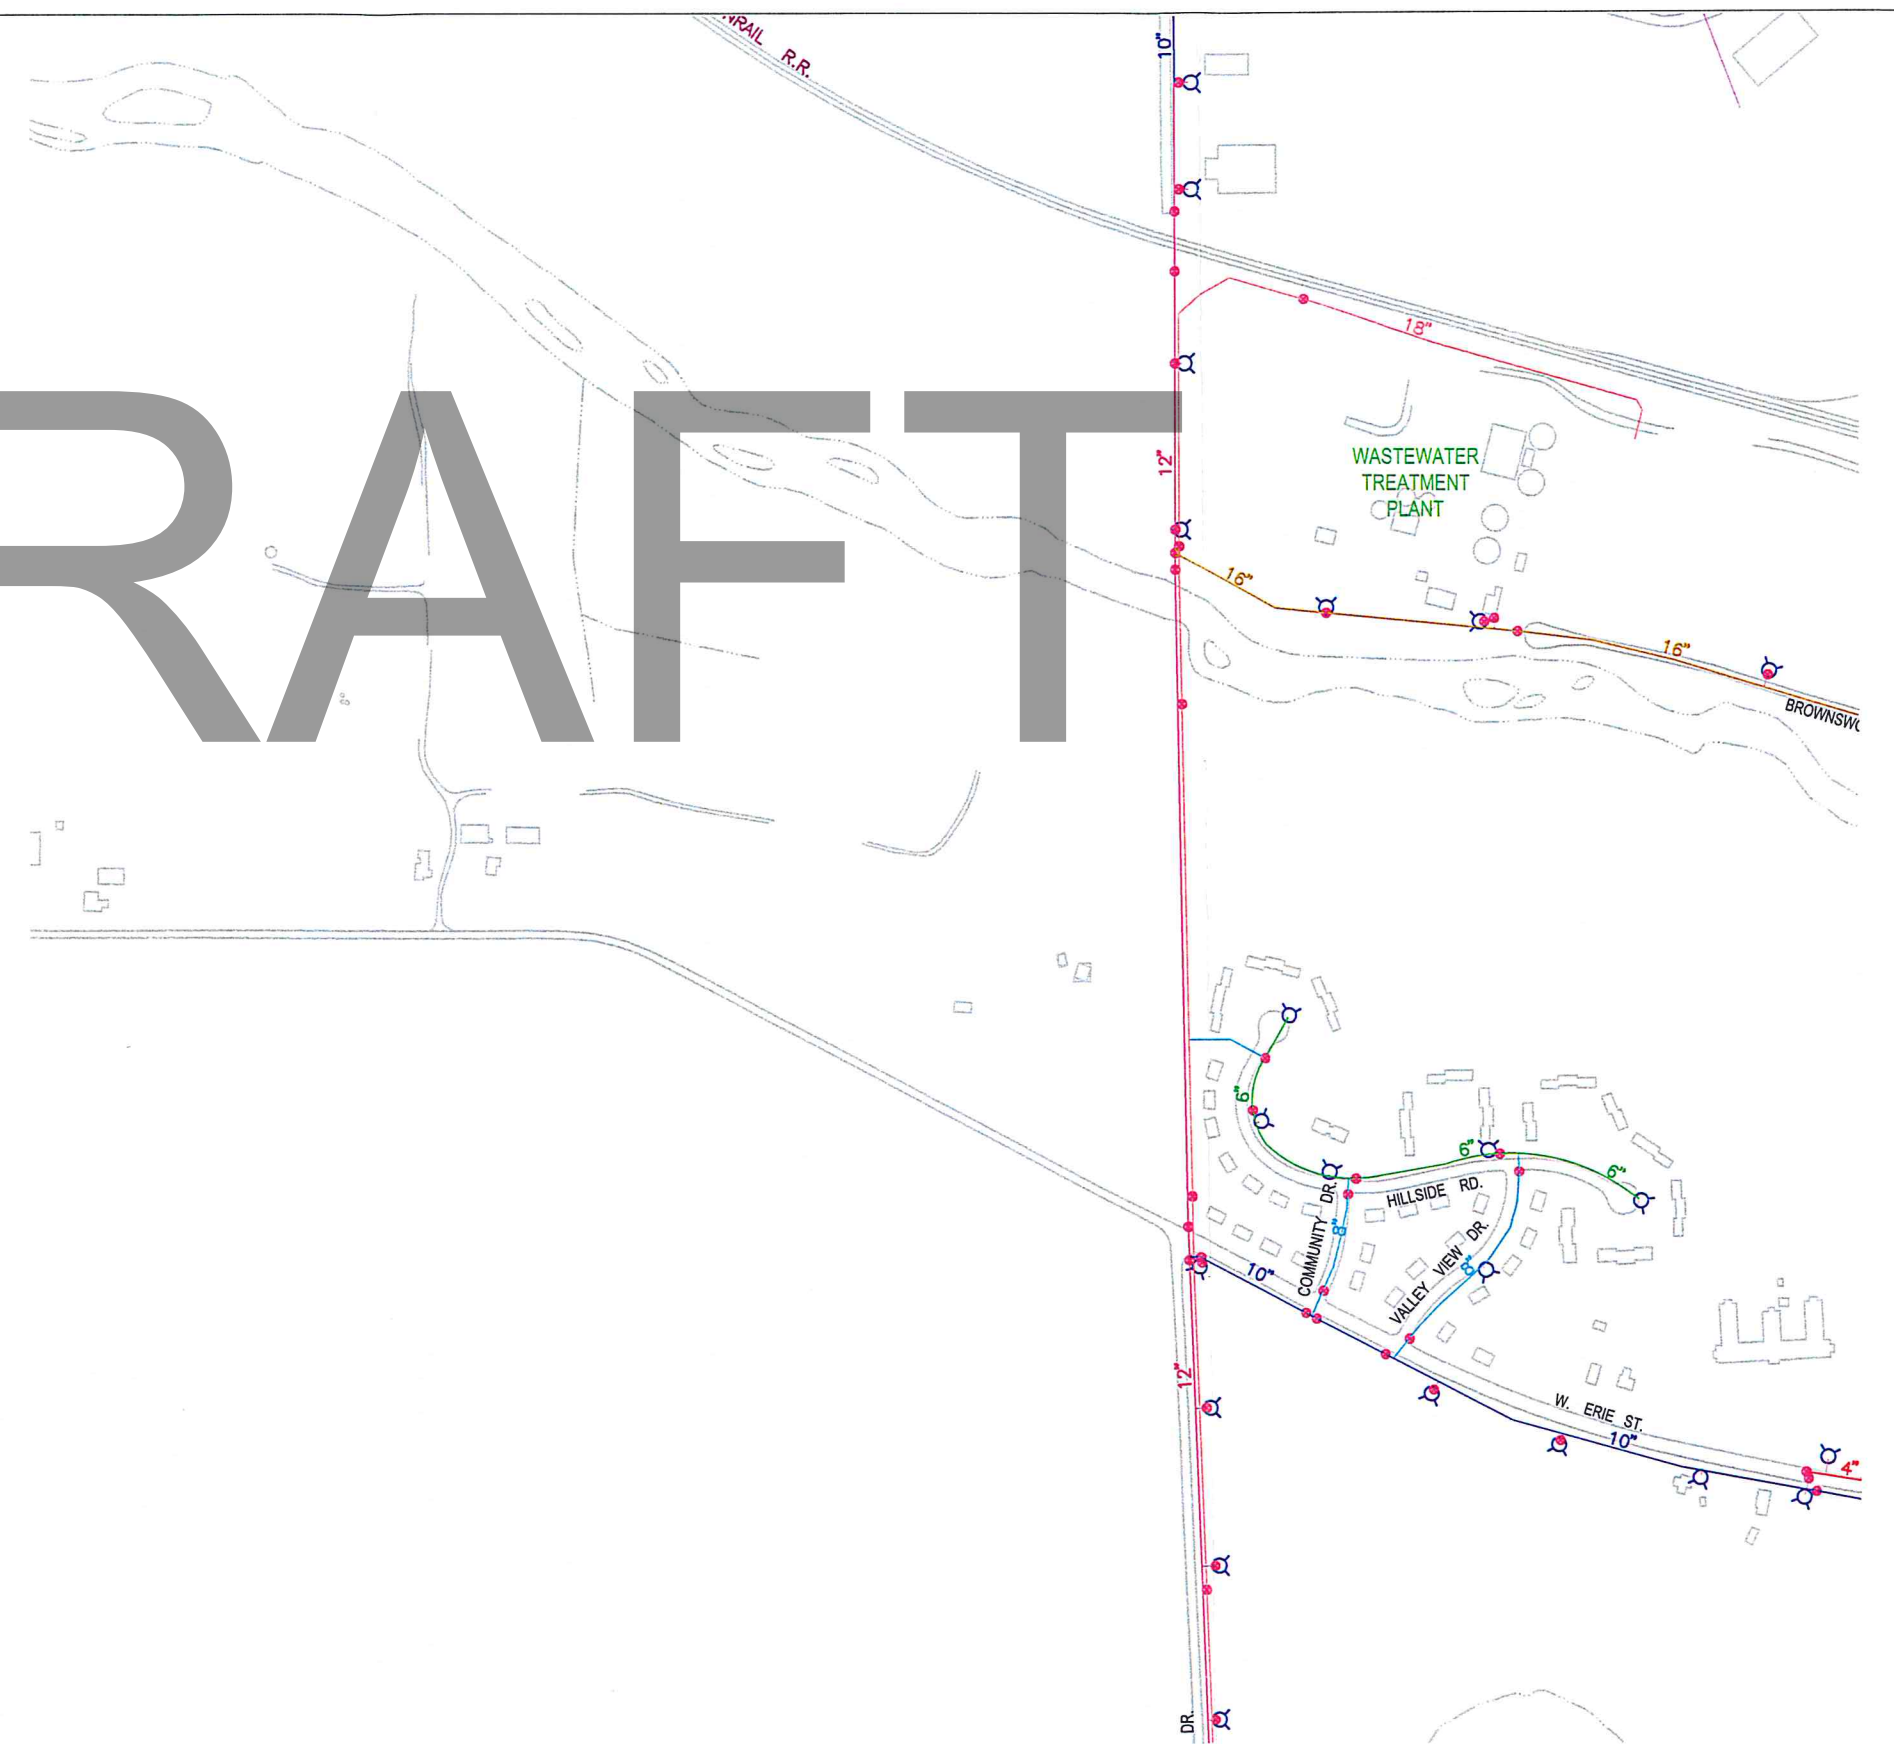 NRAIL R.R.
10"
18"
12"
WASTEWATER
TREATMENT
PLANT
RAFT
16"
16"
BROWNSWO
6"
6"
6"
HILLSIDE RD.
COMMUNITY DR.
8"
VALLEY VIEW DR.
8"
10"
12"
W. ERIE ST.
10"
4"
DR.